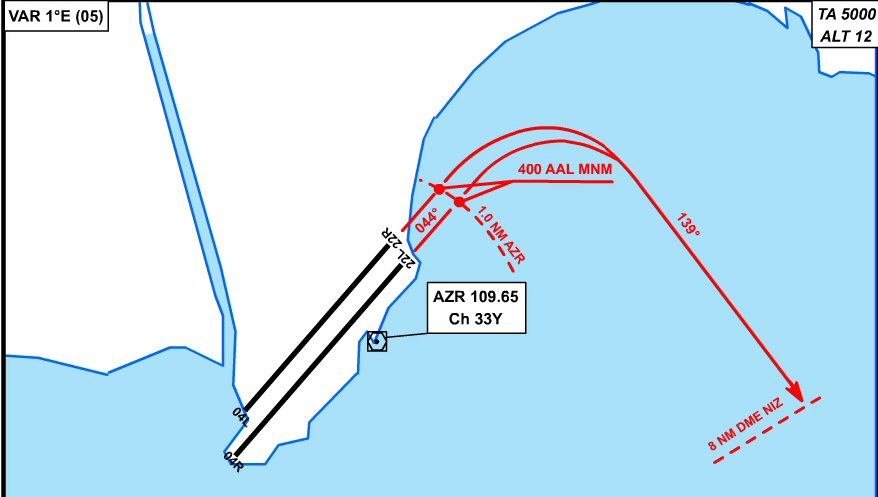 VAR 1°E (05)
TA 5000
ALT 12
400 AAL MNM
044°
1.0 NM AZR
139°
22L-22R
AZR 109.65
Ch 33Y
8 NM DME NIZ
04L
04R